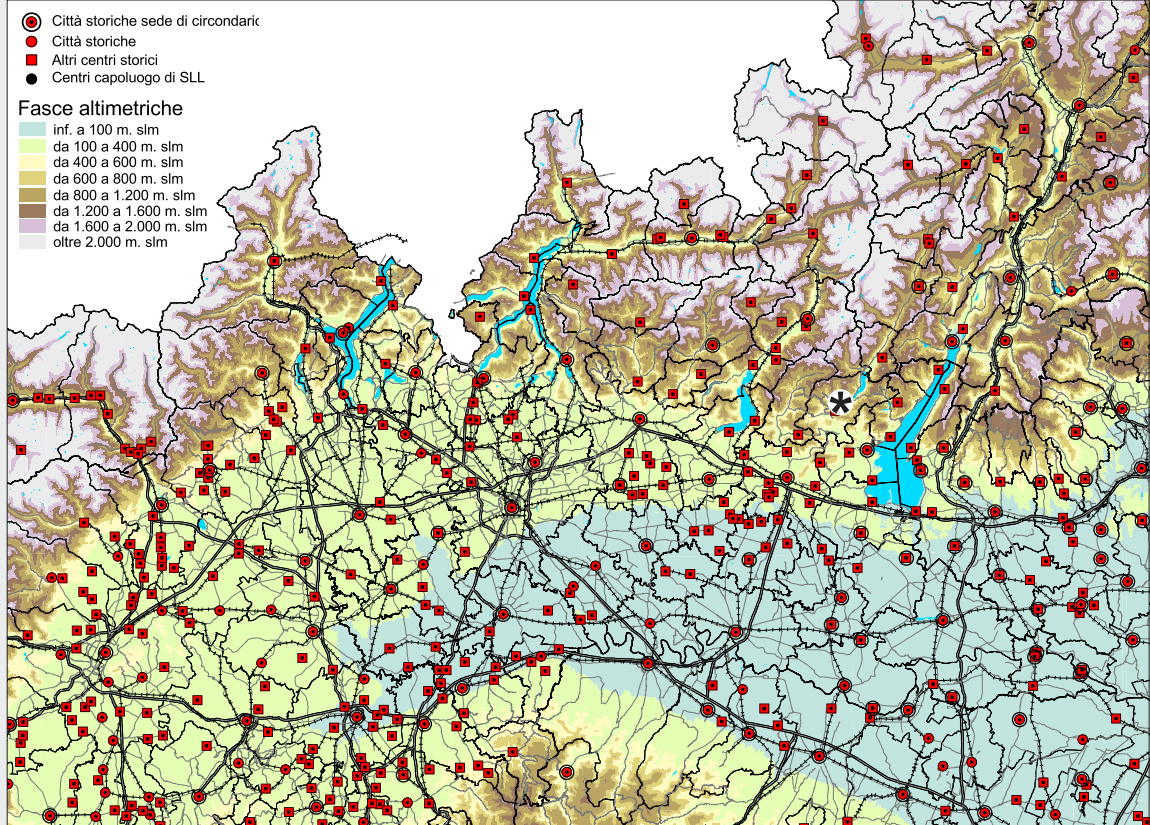 Città storiche sede di circondario
Città storiche
Altri centri storici
Centri capoluogo di SLL
Fasce altimetriche
inf. a 100 m. slm
da 100 a 400 m. slm
da 400 a 600 m. slm
da 600 a 800 m. slm
da 800 a 1.200 m. slm
da 1.200 a 1.600 m. slm
da 1.600 a 2.000 m. slm
oltre 2.000 m. slm
*